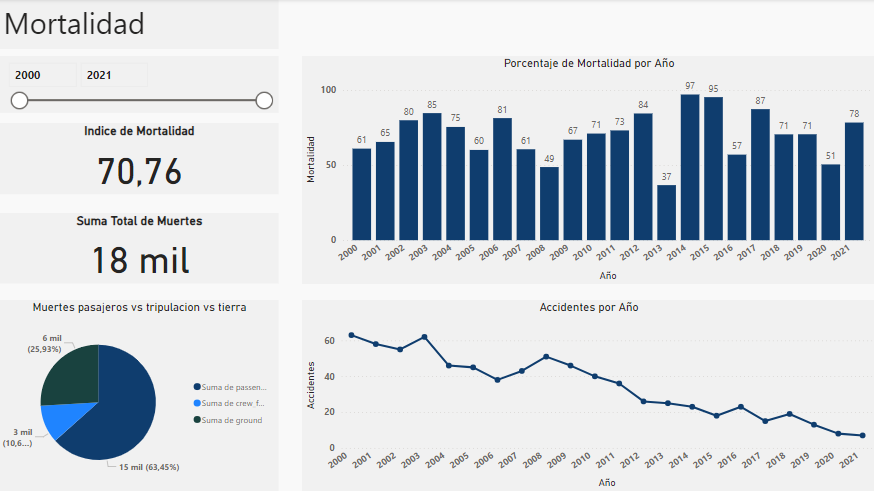 Mortalidad
2000 2021
Indice de Mortalidad
70,76
Suma Total de Muertes
18 mil
Muertes pasajeros vs tripulacion vs tierra
6 mil
(25,93%)
3 mil
(10,6...)
15 mil (63,45%)
Suma de passen...
Suma de crew_f...
Suma de ground
Porcentaje de Mortalidad por Año
Mortalidad
100
50
0
61 65 80 85 75 60 81 61 49 67 71 73 84 37 97 95 57 87 71 71 51 78
2000 2001 2002 2003 2004 2005 2006 2007 2008 2009 2010 2011 2012 2013 2014 2015 2016 2017 2018 2019 2020 2021
Año
Accidentes por Año
Accidentes
60
40
20
0
2000 2001 2002 2003 2004 2005 2006 2007 2008 2009 2010 2011 2012 2013 2014 2015 2016 2017 2018 2019 2020 2021
Año